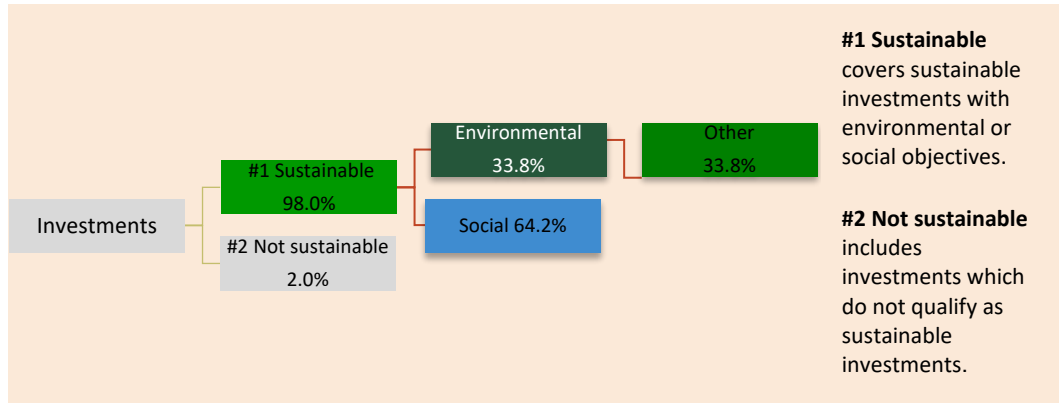 Investments
#1 Sustainable
98.0%
#2 Not sustainable
2.0%
Environmental
33.8%
Social 64.2%
Other
33.8%
#1 Sustainable
covers sustainable
investments with
environmental or
social objectives.
#2 Not sustainable
includes
investments which
do not qualify as
sustainable
investments.